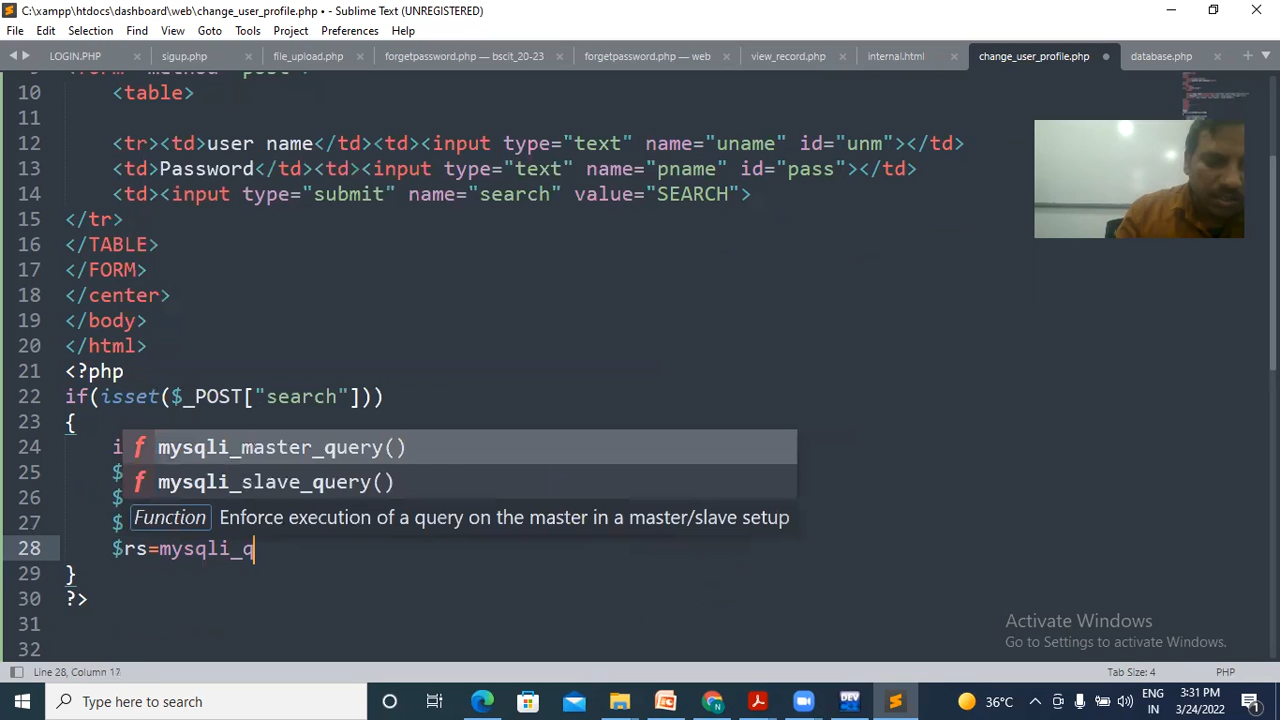 C:\xampp\htdocs\dashboard\web\change_user_profile.php • - Sublime Text (UNREGISTERED)
File Edit Selection Find View Goto Tools Project Preferences Help
LOGIN.PHP × sigup.php × file_upload.php × forgetpassword.php — bscit_20-23 × forgetpassword.php — web × view_record.php × internal.html × change_user_profile.php database.php ×
10 <table>
11
12 <tr><td>user name</td><td><input type="text" name="uname" id="unm"></td>
13 <td>Password</td><td><input type="text" name="pname" id="pass"></td>
14 <td><input type="submit" name="search" value="SEARCH">
15 </tr>
16 </TABLE>
17 </FORM>
18 </center>
19 </body>
20 </html>
21 <?php
22 if(isset($_POST["search"]))
23 {
24 i
f mysqli_master_query()
25 $
f mysqli_slave_query()
26 $
Function Enforce execution of a query on the master in a master/slave setup
27 $
28 $rs=mysqli_q
29 }
30 ?>
31
32
Activate Windows
Go to Settings to activate Windows.
Line 28, Column 17
Tab Size: 4 PHP
Type here to search
36°C
ENG
IN
3:31 PM
3/24/2022
1